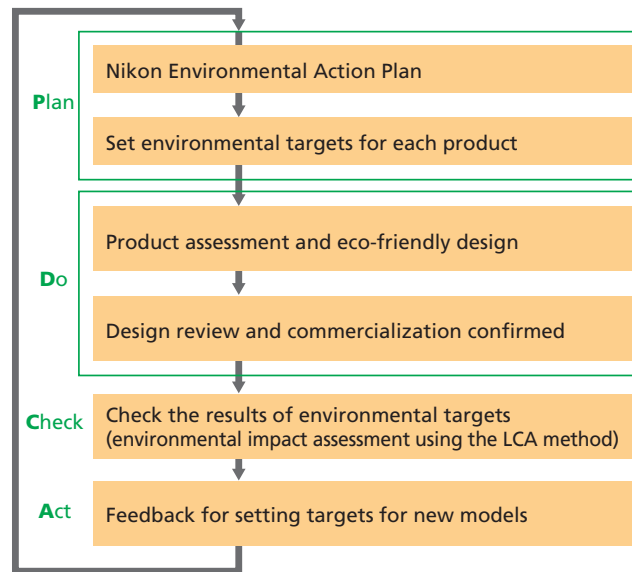 Nikon Environmental Action Plan
Plan
Set environmental targets for each product
Product assessment and eco-friendly design
Do
Design review and commercialization confirmed
Check
Check the results of environmental targets
(environmental impact assessment using the LCA method)
Act
Feedback for setting targets for new models